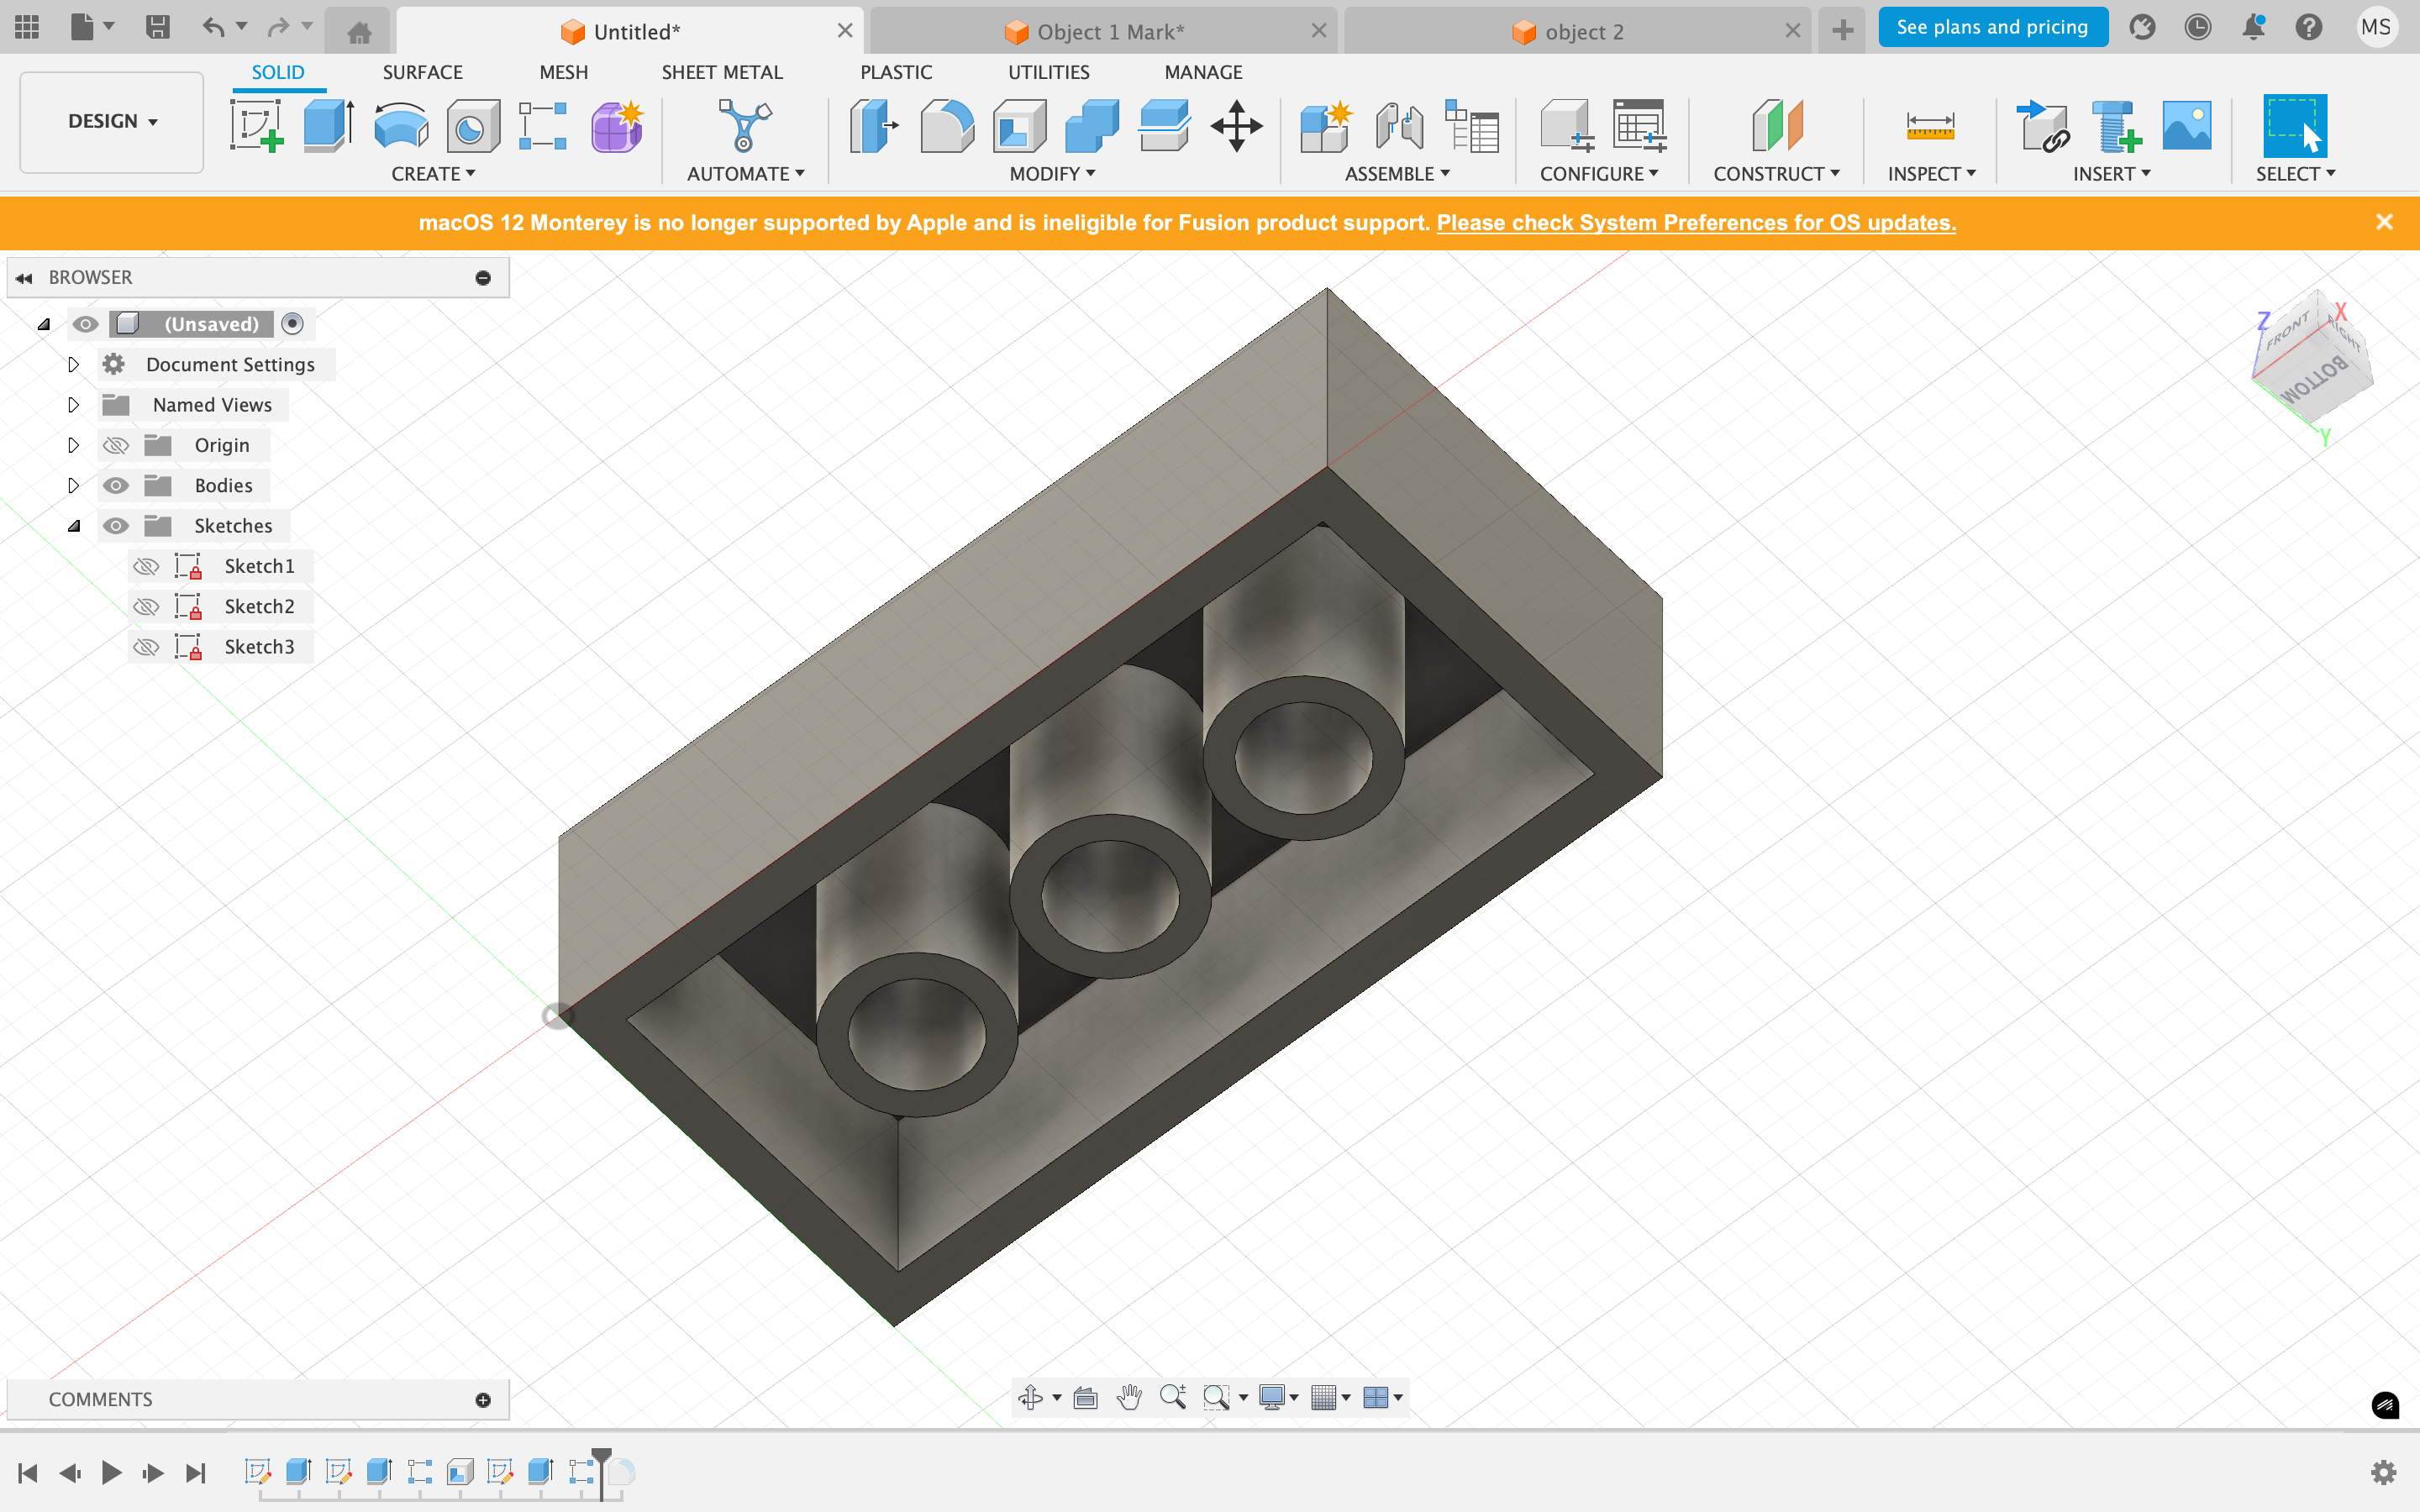 Untitled*
Object 1 Mark*
object 2
See plans and pricing
MS
DESIGN
SOLID
SURFACE
MESH
SHEET METAL
PLASTIC
UTILITIES
MANAGE
CREATE
AUTOMATE
MODIFY
ASSEMBLE
CONFIGURE
CONSTRUCT
INSPECT
INSERT
SELECT
macOS 12 Monterey is no longer supported by Apple and is ineligible for Fusion product support. Please check System Preferences for OS updates.
BROWSER
(Unsaved)
Document Settings
Named Views
Origin
Bodies
Sketches
Sketch1
Sketch2
Sketch3
Z
X
FRONT
RIGHT
BOTTOM
Y
COMMENTS